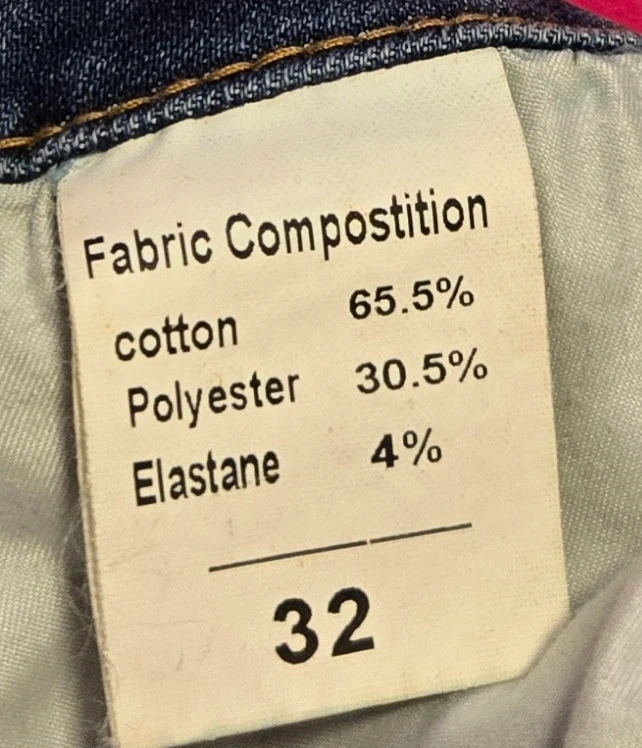 Fabric Compostition
cotton 65.5%
Polyester 30.5%
Elastane 4%
32